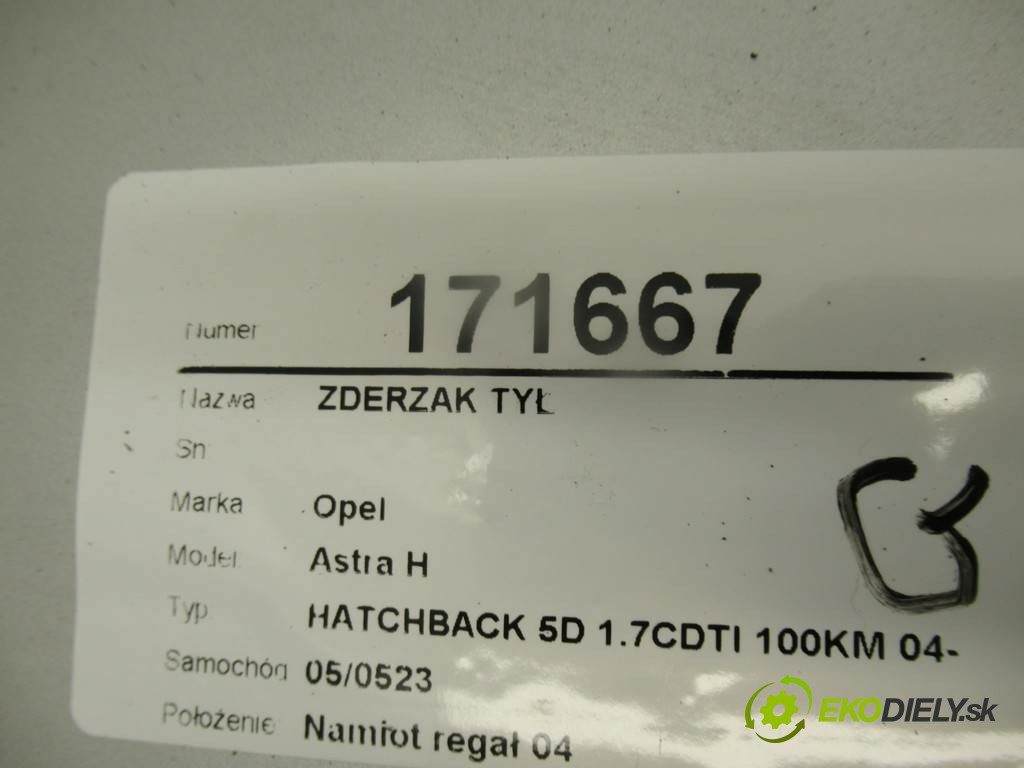 Numer 171667
Nazwa ZDERZAK TYŁ
Sn
Marka Opel
Model Astra H
Typ HATCHBACK 5D 1.7CDTI 100KM 04-
Samochód 05/0523
Położenie Namiot regał 04
EKODIELY.sk